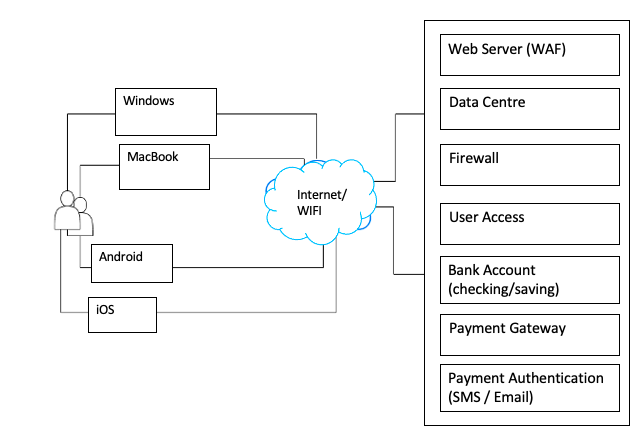 Windows
MacBook
Android
iOS
Internet/
WIFI
Web Server (WAF)
Data Centre
Firewall
User Access
Bank Account
(checking/saving)
Payment Gateway
Payment Authentication
(SMS / Email)